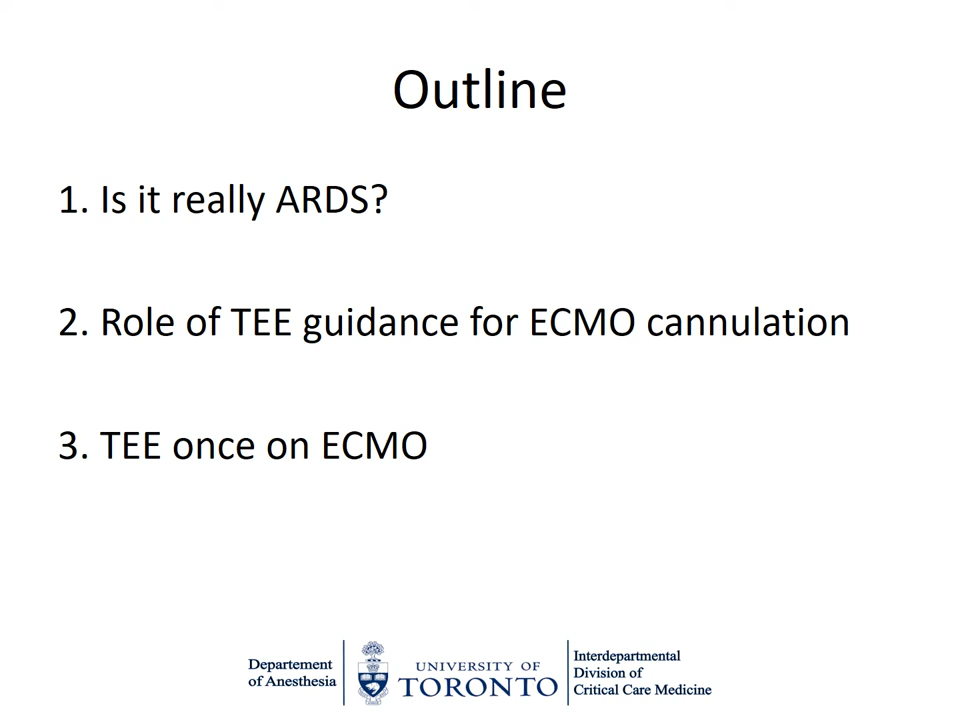 Outline
1. Is it really ARDS?
2. Role of TEE guidance for ECMO cannulation
3. TEE once on ECMO
Departement
of Anesthesia
UNIVERSITY OF
TORONTO
Interdepartmental
Division of
Critical Care Medicine